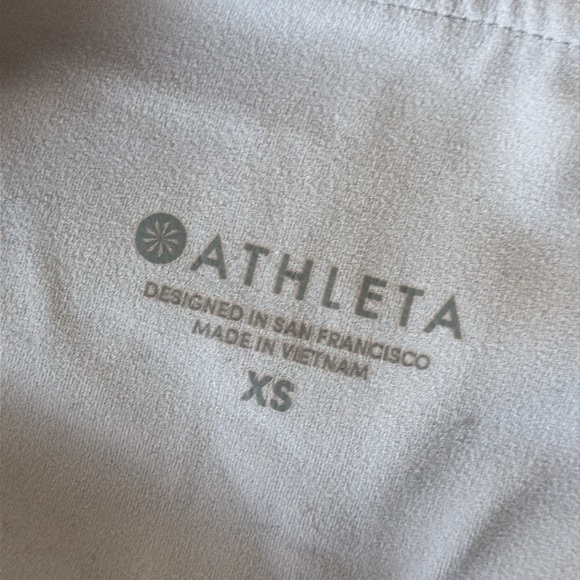 ATHLETA
DESIGNED IN SAN FRANCISCO
MADE IN VIETNAM
XS